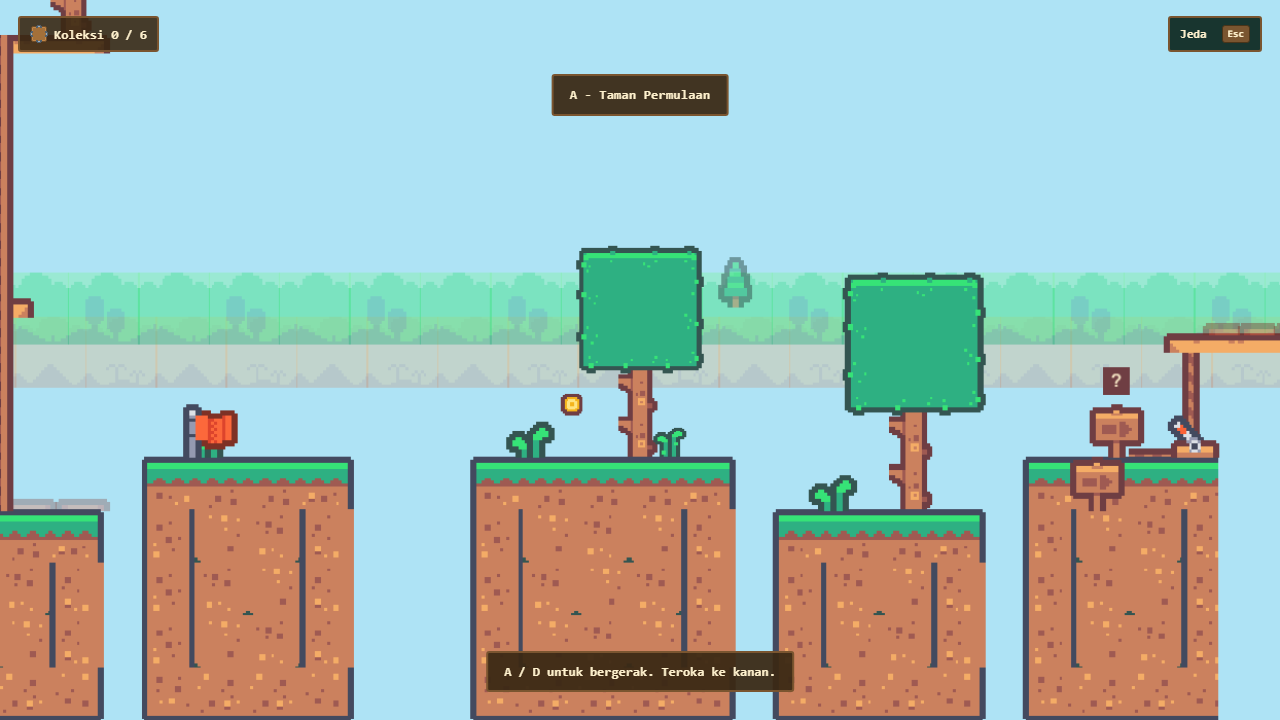 Koleksi 0 / 6
Jeda Esc
A - Taman Permulaan
?
A / D untuk bergerak. Teroka ke kanan.